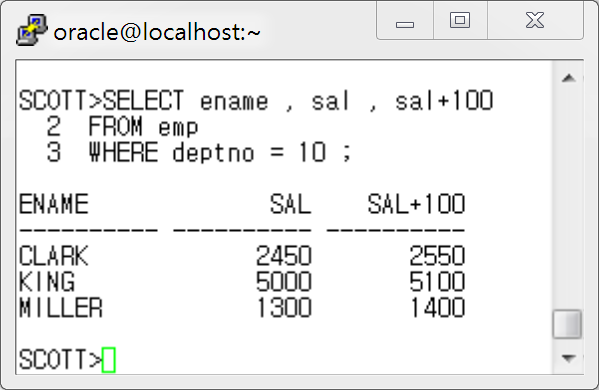 oracle@localhost:~
SCOTT>SELECT ename , sal , sal+100
2 FROM emp
3 WHERE deptno = 10 ;
ENAME SAL SAL+100
---------- ---------- ----------
CLARK 2450 2550
KING 5000 5100
MILLER 1300 1400
SCOTT>